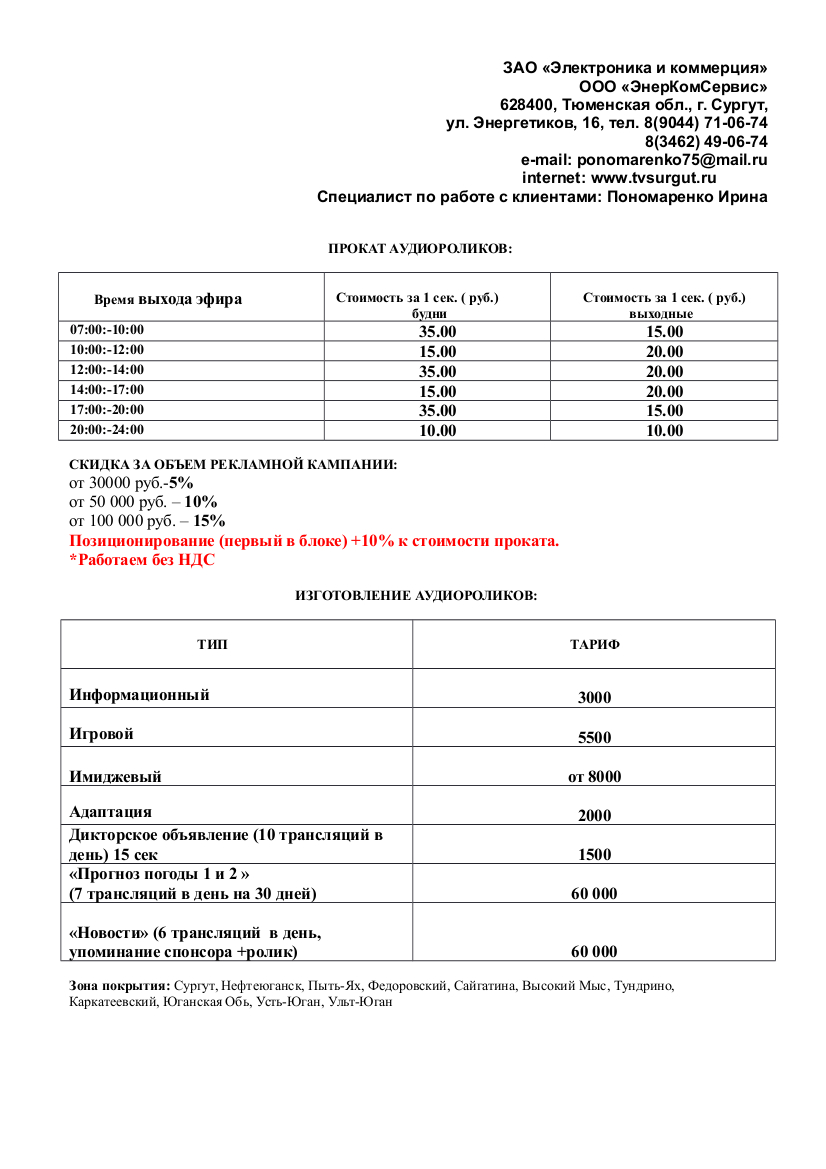 ЗАО «Электроника и коммерция»
ООО «ЭнерКомСервис»
628400, Тюменская обл., г. Сургут,
ул. Энергетиков, 16, тел. 8(9044) 71-06-74
8(3462) 49-06-74
e-mail: ponomarenko75@mail.ru
internet: www.tvsurgut.ru
Специалист по работе с клиентами: Пономаренко Ирина
ПРОКАТ АУДИОРОЛИКОВ:
Время выхода эфира
Стоимость за 1 сек. ( руб.)
будни
Стоимость за 1 сек. ( руб.)
выходные
07:00:-10:00 35.00 15.00
10:00:-12:00 15.00 20.00
12:00:-14:00 35.00 20.00
14:00:-17:00 15.00 20.00
17:00:-20:00 35.00 15.00
20:00:-24:00 10.00 10.00
СКИДКА ЗА ОБЪЕМ РЕКЛАМНОЙ КАМПАНИИ:
от 30000 руб.-5%
от 50 000 руб. – 10%
от 100 000 руб. – 15%
Позиционирование (первый в блоке) +10% к стоимости проката.
*Работаем без НДС
ИЗГОТОВЛЕНИЕ АУДИОРОЛИКОВ:
ТИП ТАРИФ
Информационный 3000
Игровой 5500
Имиджевый от 8000
Адаптация 2000
Дикторское объявление (10 трансляций в
день) 15 сек 1500
«Прогноз погоды 1 и 2 »
(7 трансляций в день на 30 дней) 60 000
«Новости» (6 трансляций в день,
упоминание спонсора +ролик) 60 000
Зона покрытия: Сургут, Нефтеюганск, Пыть-Ях, Федоровский, Сайгатина, Высокий Мыс, Тундрино,
Каркатеевский, Юганская Обь, Усть-Юган, Ульт-Юган